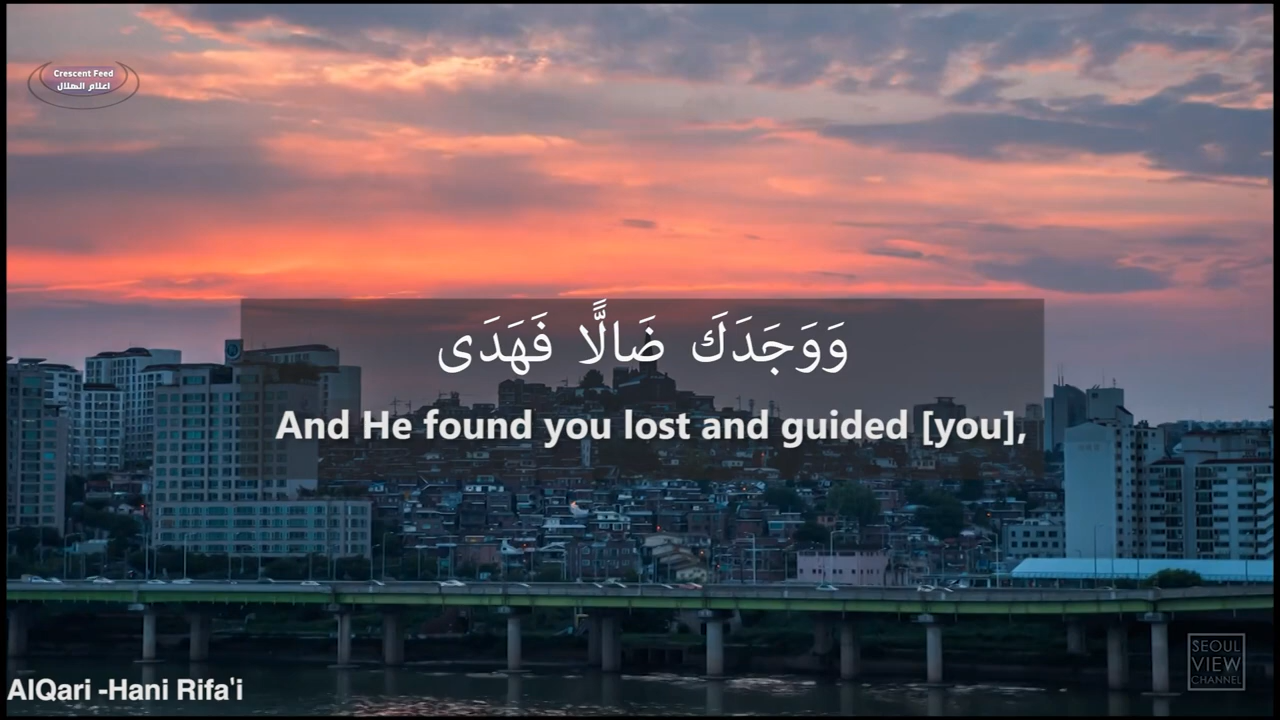 Crescent Feed
اعلام الهلال
وَوَجَدَكَ ضَالًّا فَهَدَى
And He found you lost and guided [you],
SEOUL
VIEW
CHANNEL
AlQari -Hani Rifa'i